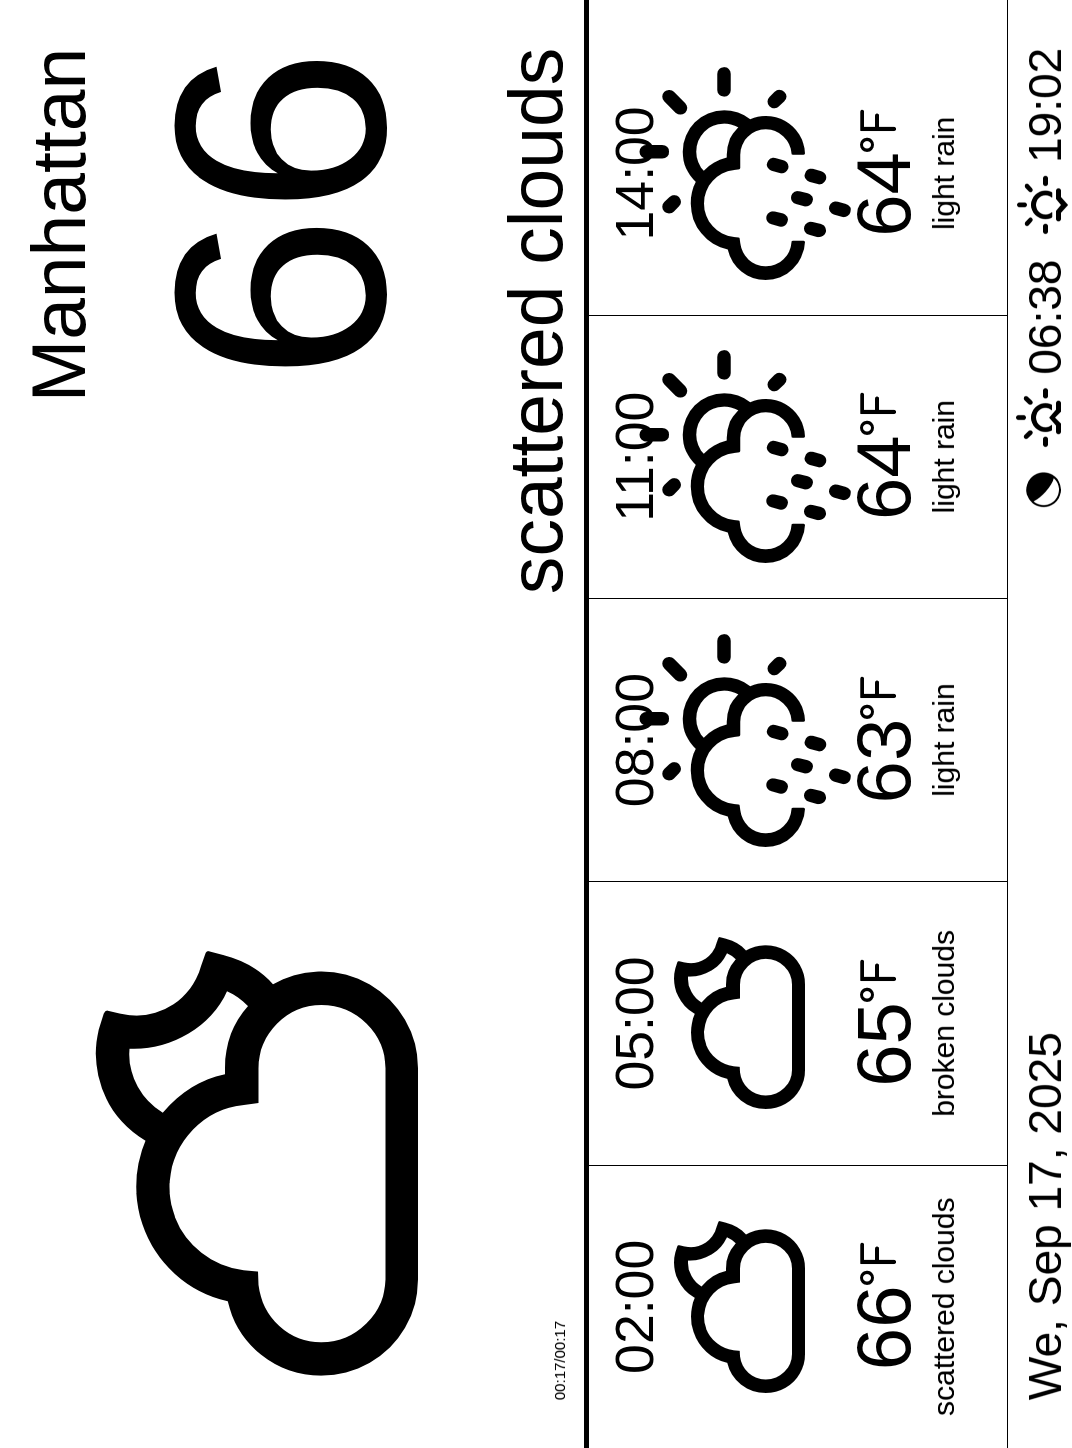 Manhattan
66
scattered clouds
00:17/00:17
02:00
66°F
scattered clouds
05:00
65°F
broken clouds
08:00
63°F
light rain
11:00
64°F
light rain
14:00
64°F
light rain
We, Sep 17, 2025
06:38
19:02